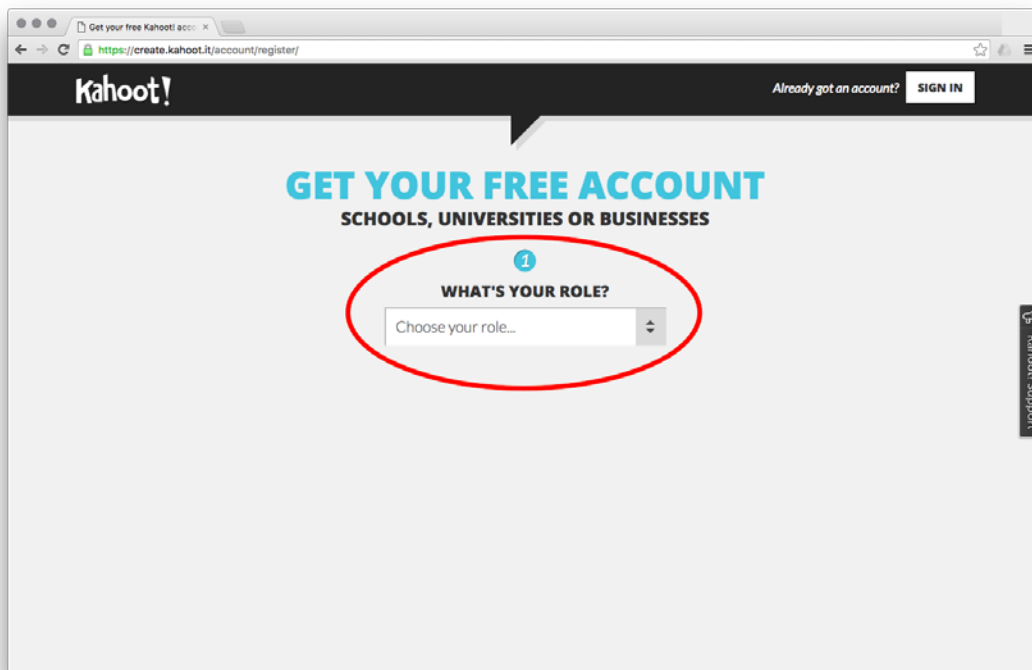 Get your free Kahoot! acco
https://create.kahoot.it/account/register/
Kahoot!
Already got an account?
SIGN IN
GET YOUR FREE ACCOUNT
SCHOOLS, UNIVERSITIES OR BUSINESSES
1
WHAT'S YOUR ROLE?
Choose your role...
Kahoot! Support